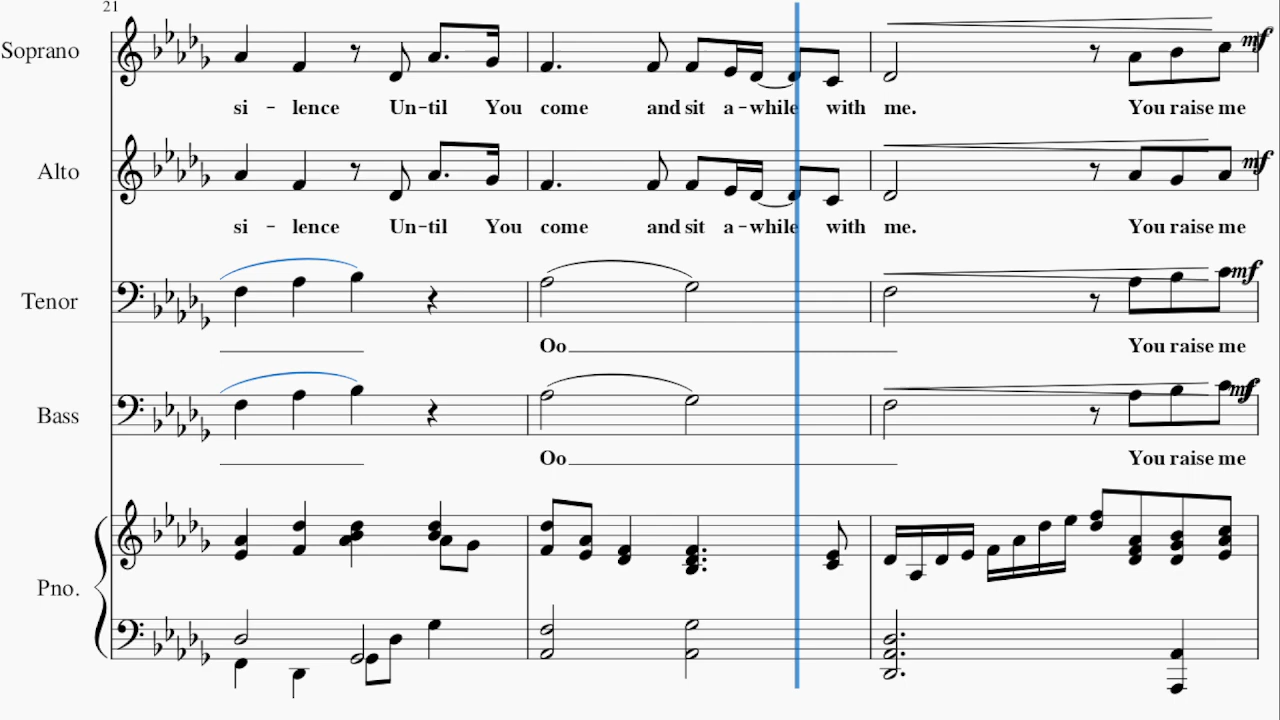 21
Soprano
mf
si - lence Un-til You come and sit a-while with me. You raise me
Alto
mf
si - lence Un-til You come and sit a-while with me. You raise me
Tenor
mf
Oo You raise me
Bass
mf
Oo You raise me
Pno.